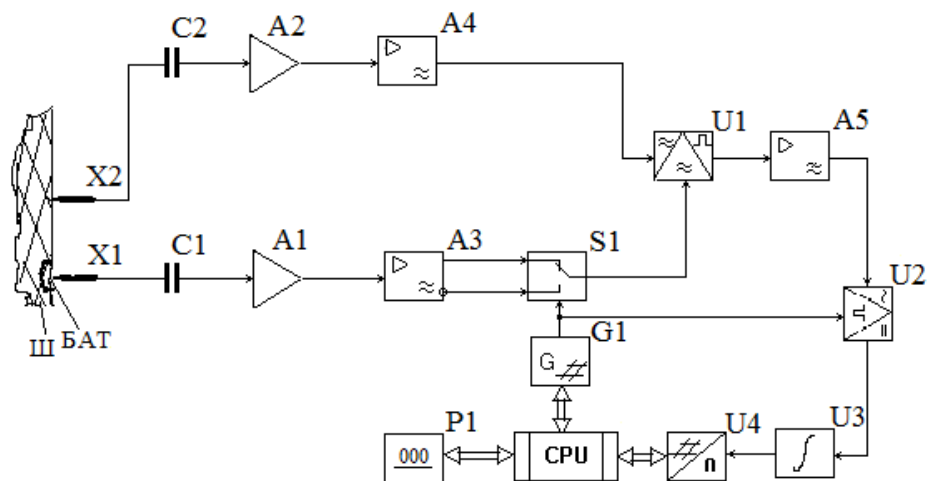 C2
A2
A4
U1
A5
X2
X1
C1
A1
A3
S1
U2
Ш
БАТ
G1
G
P1
000
CPU
U4
n
U3